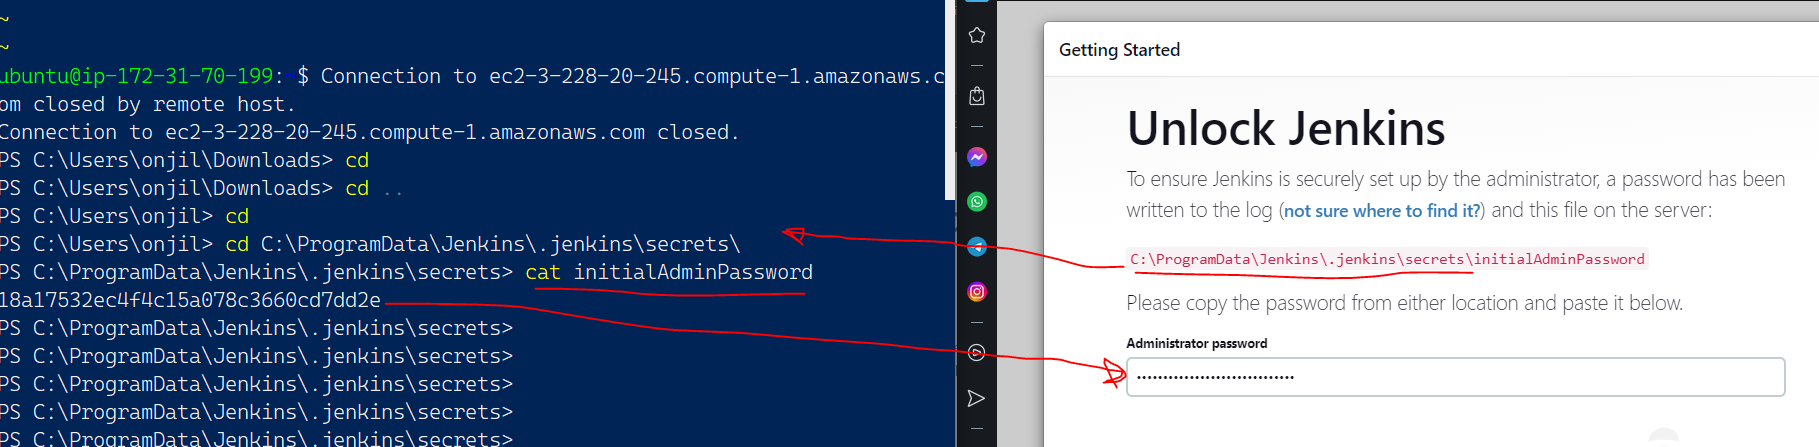 ~
~
ubuntu@ip-172-31-70-199:~$ Connection to ec2-3-228-20-245.compute-1.amazonaws.c
om closed by remote host.
Connection to ec2-3-228-20-245.compute-1.amazonaws.com closed.
PS C:\Users\onjil\Downloads> cd
PS C:\Users\onjil\Downloads> cd ..
PS C:\Users\onjil> cd
PS C:\Users\onjil> cd C:\ProgramData\Jenkins\.jenkins\secrets\
PS C:\ProgramData\Jenkins\.jenkins\secrets> cat initialAdminPassword
18a17532ec4f4c15a078c3660cd7dd2e
PS C:\ProgramData\Jenkins\.jenkins\secrets>
PS C:\ProgramData\Jenkins\.jenkins\secrets>
PS C:\ProgramData\Jenkins\.jenkins\secrets>
PS C:\ProgramData\Jenkins\.jenkins\secrets>
PS C:\ProgramData\Jenkins\.jenkins\secrets>
Getting Started
Unlock Jenkins
To ensure Jenkins is securely set up by the administrator, a password has been
written to the log (not sure where to find it?) and this file on the server:
C:\ProgramData\Jenkins\.jenkins\secrets\initialAdminPassword
Please copy the password from either location and paste it below.
Administrator password